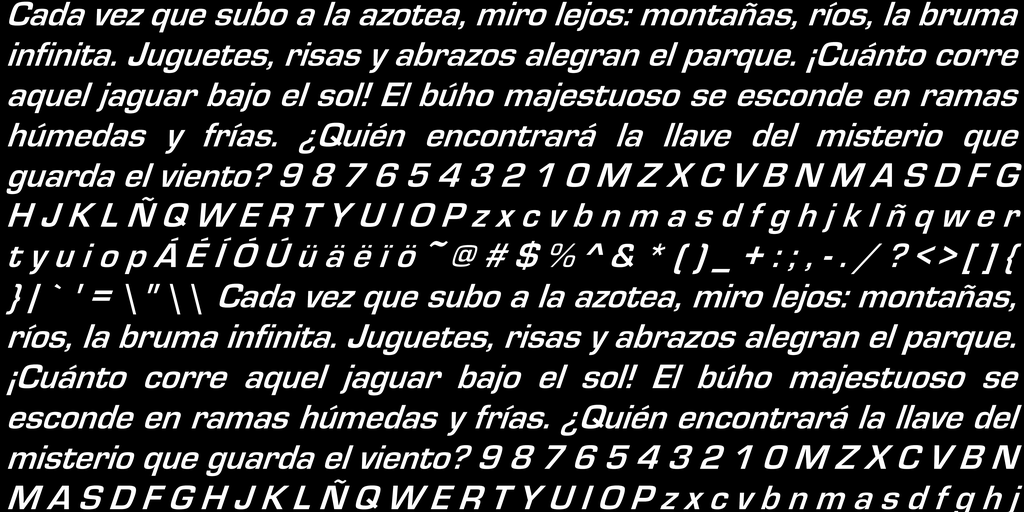 Cada vez que subo a la azotea, miro lejos: montañas, ríos, la bruma
infinita. Juguetes, risas y abrazos alegran el parque. ¡Cuánto corre
aquel jaguar bajo el sol! El búho majestuoso se esconde en ramas
húmedas y frías. ¿Quién encontrará la llave del misterio que
guarda el viento? 9 8 7 6 5 4 3 2 1 0 M Z X C V B N M A S D F G
H J K L Ñ Q W E R T Y U I O P z x c v b n m a s d f g h j k l ñ q w e r
t y u i o p Á É Í Ó Ú ü ä ë ï ö ~ @ # $ % ^ & * ( ) _ + : ; , - . / ? < > [ ] {
} | ` ' = \ " \ \ Cada vez que subo a la azotea, miro lejos: montañas,
ríos, la bruma infinita. Juguetes, risas y abrazos alegran el parque.
¡Cuánto corre aquel jaguar bajo el sol! El búho majestuoso se
esconde en ramas húmedas y frías. ¿Quién encontrará la llave del
misterio que guarda el viento? 9 8 7 6 5 4 3 2 1 0 M Z X C V B N
M A S D F G H J K L Ñ Q W E R T Y U I O P z x c v b n m a s d f g h j